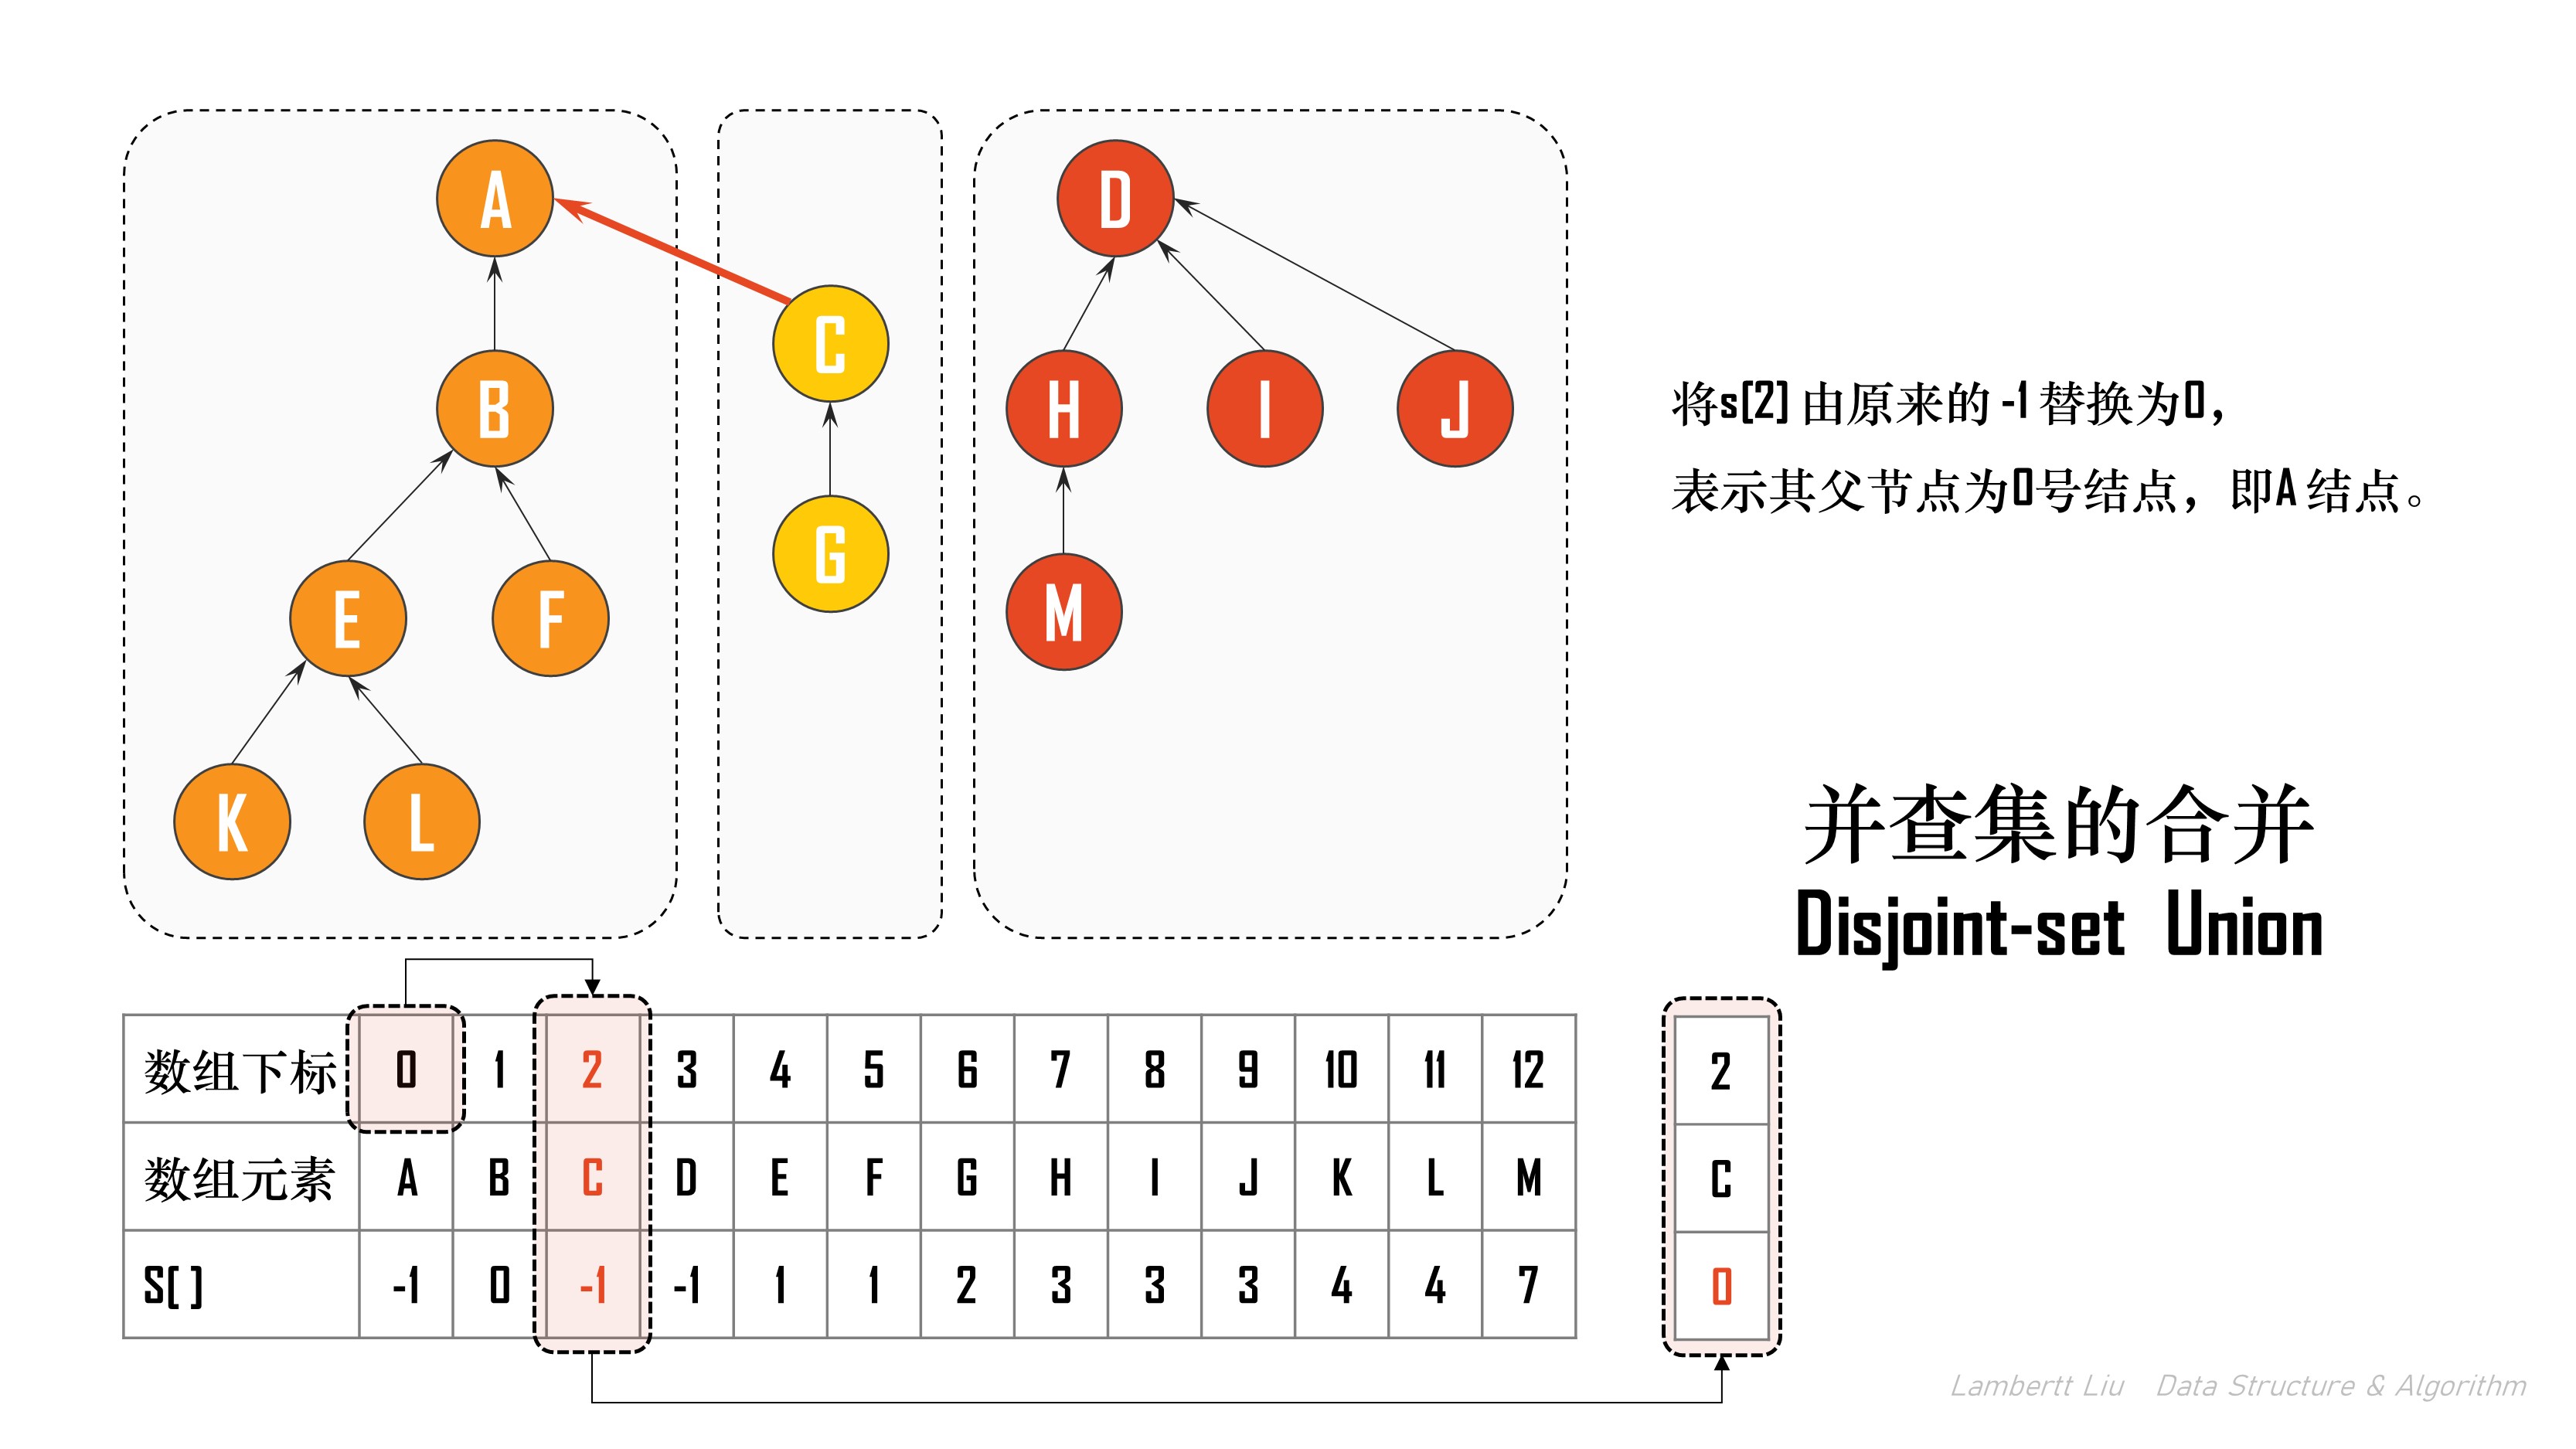 A
B
E
F
K
L
C
G
D
H
I
J
M
将s[2] 由原来的 -1 替换为0，
表示其父节点为0号结点，即A 结点。
并查集的合并
Disjoint-set Union
数组下标 0 1 2 3 4 5 6 7 8 9 10 11 12
数组元素 A B C D E F G H I J K L M
S[ ] -1 0 -1 -1 1 1 2 3 3 3 4 4 7
2
C
0
Lambertt Liu Data Structure & Algorithm